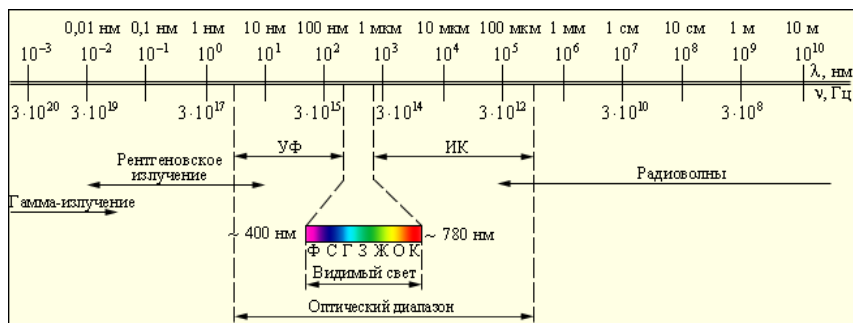 0,01 нм 0,1 нм 1 нм 10 нм 100 нм 1 мкм 10 мкм 100 мкм 1 мм 1 см 10 см 1 м 10 м
10⁻³ 10⁻² 10⁻¹ 10⁰ 10¹ 10² 10³ 10⁴ 10⁵ 10⁶ 10⁷ 10⁸ 10⁹ 10¹⁰
λ, нм
ν, Гц
3·10²⁰ 3·10¹⁹ 3·10¹⁷ 3·10¹⁵ 3·10¹⁴ 3·10¹² 3·10¹⁰ 3·10⁸
УФ ИК
Рентгеновское
излучение
Радиоволны
Гамма-излучение
~ 400 нм ~ 780 нм
Ф С Г З Ж О К
Видимый свет
Оптический диапазон